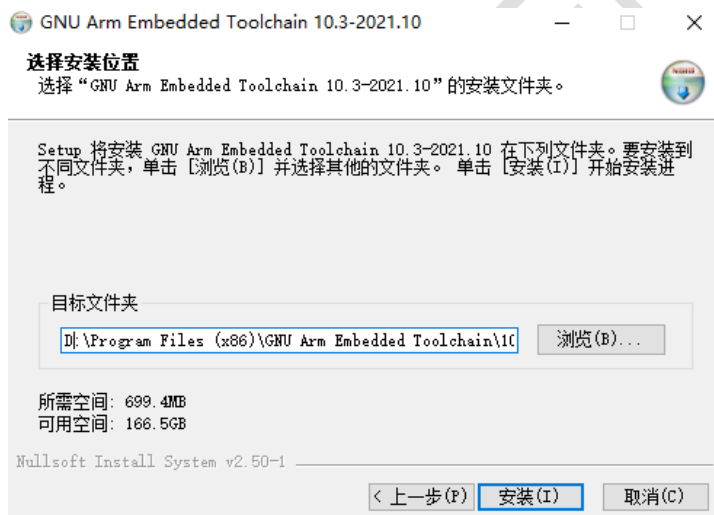 GNU Arm Embedded Toolchain 10.3-2021.10
选择安装位置
选择“GNU Arm Embedded Toolchain 10.3-2021.10”的安装文件夹。
Setup 将安装 GNU Arm Embedded Toolchain 10.3-2021.10 在下列文件夹。要安装到
不同文件夹，单击 [浏览(B)] 并选择其他的文件夹。 单击 [安装(I)] 开始安装进
程。
目标文件夹
D:\Program Files (x86)\GNU Arm Embedded Toolchain\10
浏览(B)...
所需空间: 699.4MB
可用空间: 166.5GB
Nullsoft Install System v2.50-1
< 上一步(P) 安装(I) 取消(C)